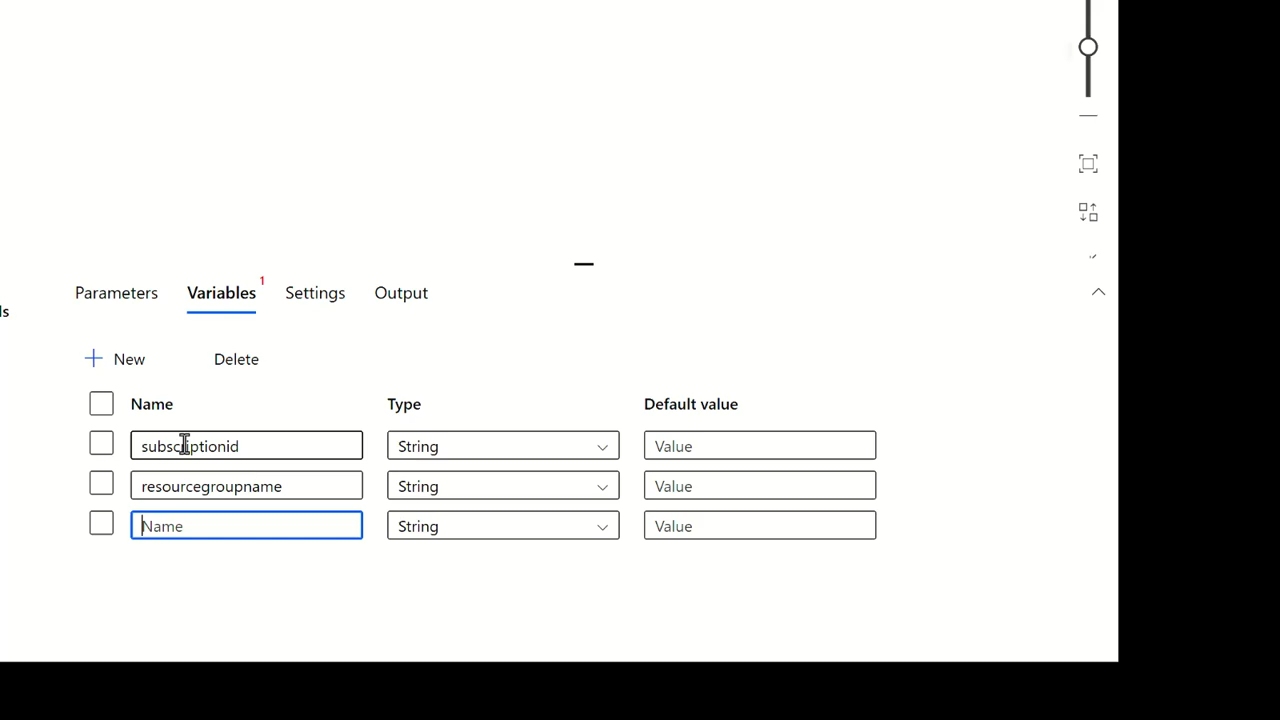 Parameters Variables 1 Settings Output
ls
New Delete
Name Type Default value
subscriptionid String Value
resourcegroupname String Value
Name String Value